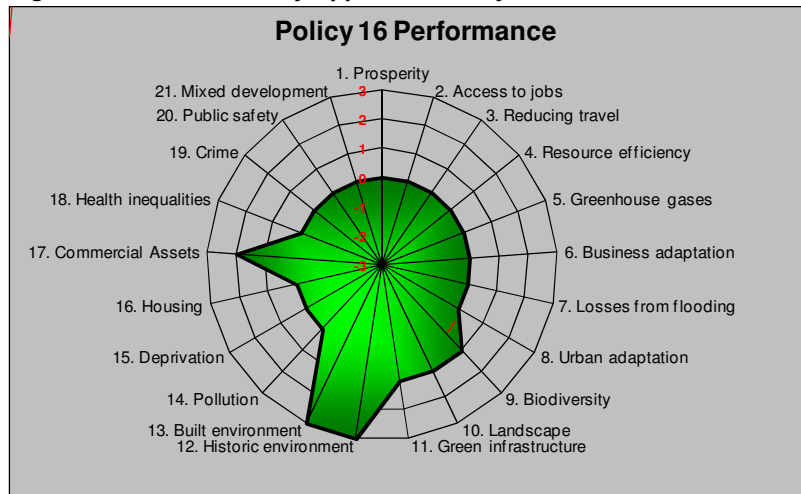 Policy 16 Performance
1. Prosperity
2. Access to jobs
3. Reducing travel
4. Resource efficiency
5. Greenhouse gases
6. Business adaptation
7. Losses from flooding
8. Urban adaptation
9. Biodiversity
10. Landscape
11. Green infrastructure
12. Historic environment
13. Built environment
14. Pollution
15. Deprivation
16. Housing
17. Commercial Assets
18. Health inequalities
19. Crime
20. Public safety
21. Mixed development
3
2
1
0
-1
-2
-3